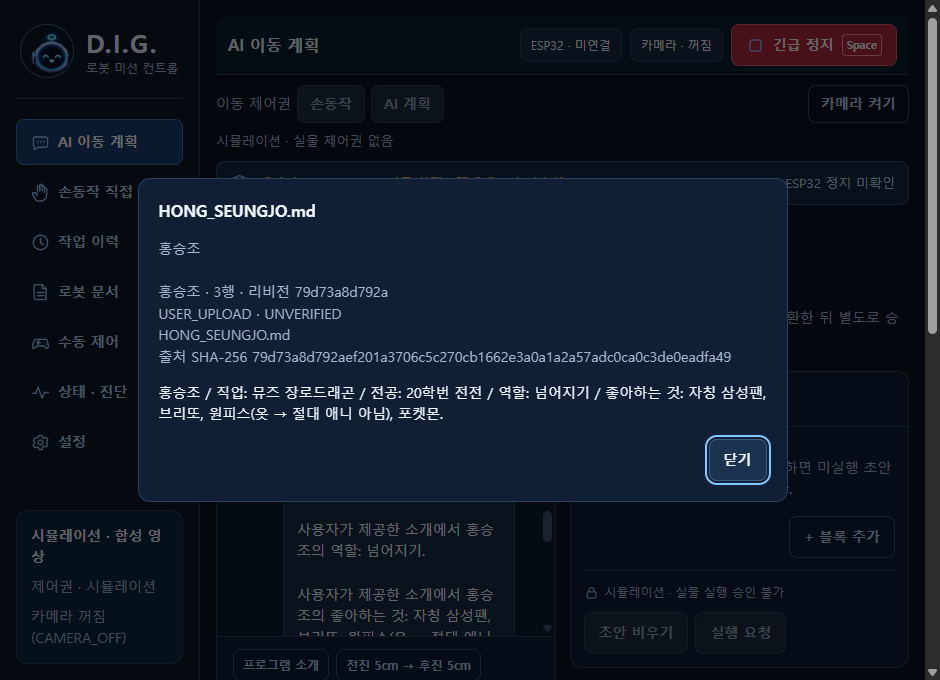 D.I.G.
로봇 미션 컨트롤
AI 이동 계획
손동작 직접
작업 이력
로봇 문서
수동 제어
상태 · 진단
설정
시뮬레이션 · 합성 영
상
제어권 · 시뮬레이션
카메라 꺼짐
(CAMERA_OFF)
AI 이동 계획
ESP32 · 미연결
카메라 · 꺼짐
긴급 정지 Space
이동 제어권 손동작 AI 계획
카메라 켜기
시뮬레이션 · 실물 제어권 없음
ESP32 정지 미확인
HONG_SEUNGJO.md
홍승조
홍승조 · 3행 · 리비전 79d73a8d792a
USER_UPLOAD · UNVERIFIED
HONG_SEUNGJO.md
출처 SHA-256 79d73a8d792aef201a3706c5c270cb1662e3a0a1a2a57adc0ca0c3de0eadfa49
홍승조 / 직업: 뮤즈 장로드래곤 / 전공: 20학번 전전 / 역할: 넘어지기 / 좋아하는 것: 자칭 삼성팬,
브리또, 원피스(옷 → 절대 애니 아님), 포켓몬.
닫기
환한 뒤 별도로 승
하면 미실행 초안
사용자가 제공한 소개에서 홍승
조의 역할: 넘어지기.
사용자가 제공한 소개에서 홍승
조의 좋아하는 것: 자칭 삼성팬,
프로그램 소개
전진 5cm → 후진 5cm
+ 블록 추가
시뮬레이션 · 실물 실행 승인 불가
초안 비우기
실행 요청